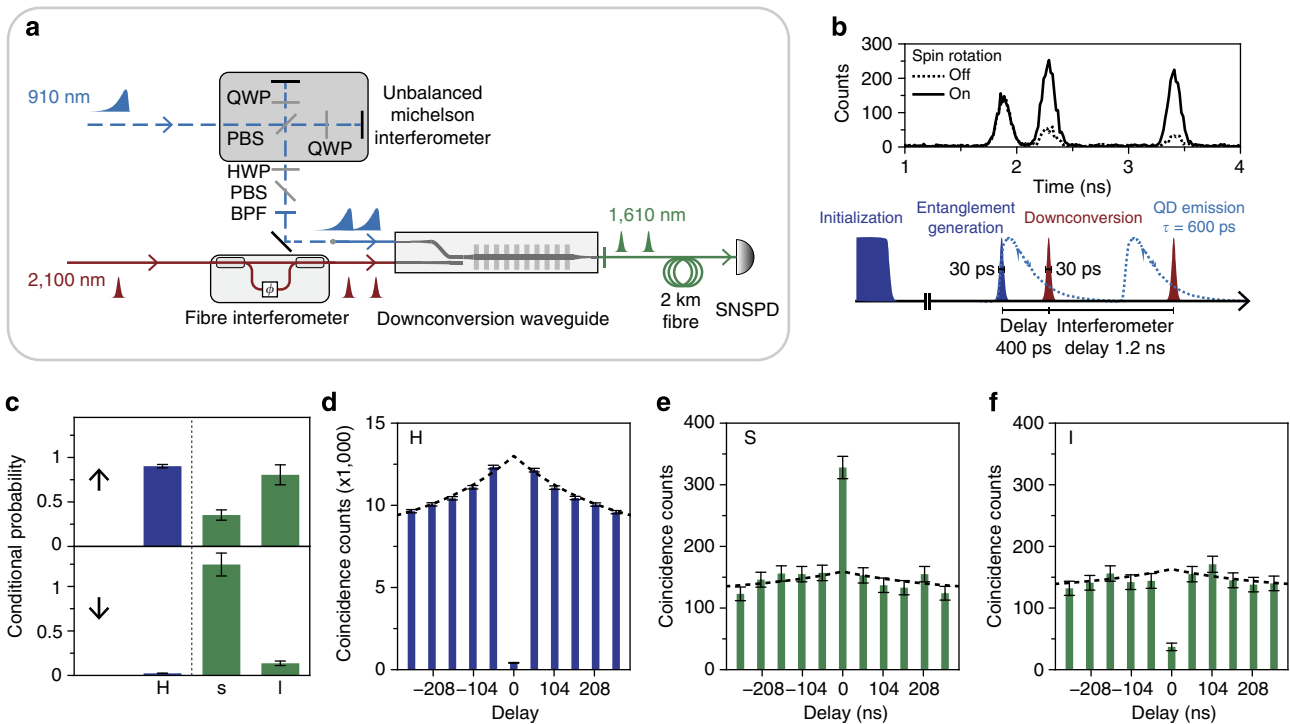 a
910 nm
QWP
PBS
QWP
Unbalanced
michelson
interferometer
HWP
PBS
BPF
2,100 nm
ϕ
Fibre interferometer
Downconversion waveguide
1,610 nm
2 km
fibre
SNSPD
b
300
200
100
0
Counts
Spin rotation
Off
On
1
2
3
4
Time (ns)
Initialization
Entanglement
generation
Downconversion
QD emission
τ = 600 ps
30 ps
30 ps
Delay
400 ps
Interferometer
delay 1.2 ns
c
Conditional probability
1
0.5
0
↑
1
0.5
0
↓
H
s
l
d
Coincidence counts (x1,000)
15
10
5
0
H
−208
−104
0
104
208
Delay
e
Coincidence counts
400
300
200
100
0
S
−208
−104
0
104
208
Delay (ns)
f
Coincidence counts
400
300
200
100
0
I
−208
−104
0
104
208
Delay (ns)